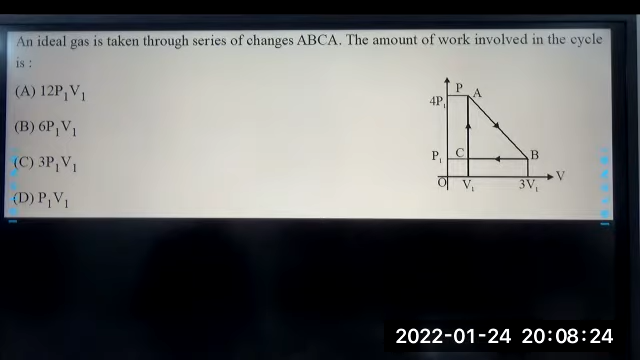 An ideal gas is taken through series of changes ABCA. The amount of work involved in the cycle
is :
(A) 12P₁V₁
(B) 6P₁V₁
(C) 3P₁V₁
(D) P₁V₁
P
A
4P₁
P₁
C
B
O
V₁
3V₁
V
2022-01-24 20:08:24